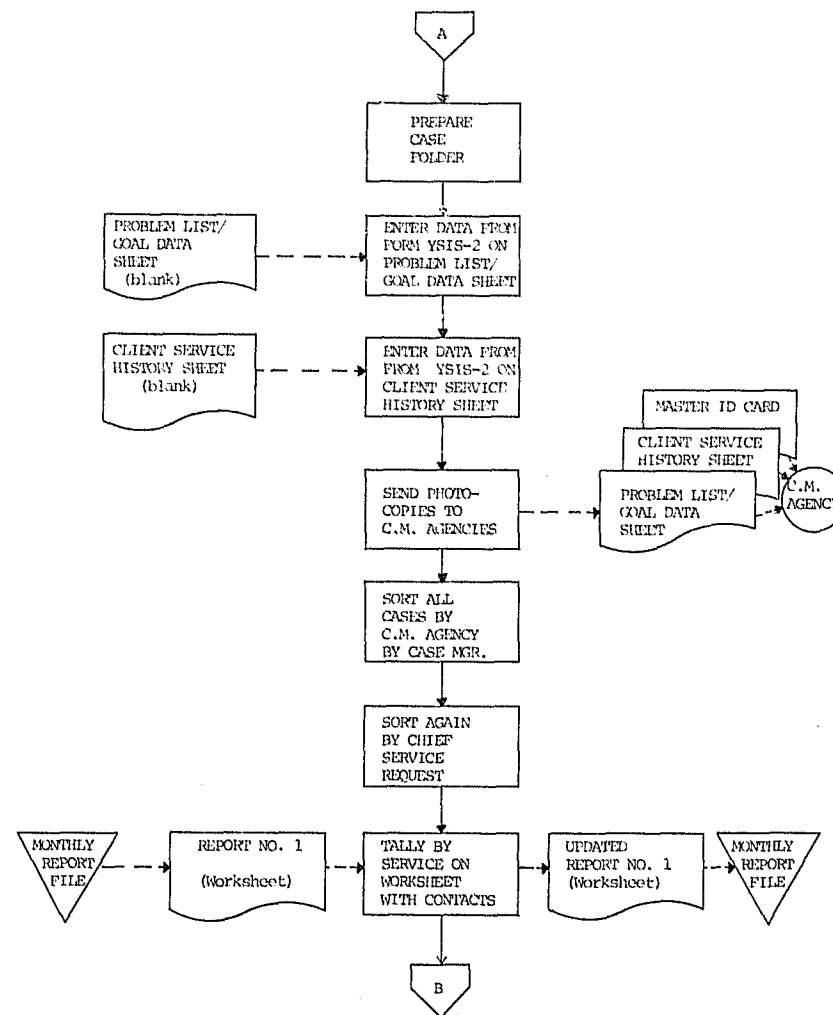 A
PREPARE
CASE
FOLDER
PROBLEM LIST/
GOAL DATA
SHEET
(blank)
ENTER DATA FROM
FORM YSIS-2 ON
PROBLEM LIST/
GOAL DATA SHEET
CLIENT SERVICE
HISTORY SHEET
(blank)
ENTER DATA FROM
FROM YSIS-2 ON
CLIENT SERVICE
HISTORY SHEET
SEND PHOTO-
COPIES TO
C.M. AGENCIES
MASTER ID CARD
CLIENT SERVICE
HISTORY SHEET
PROBLEM LIST/
GOAL DATA
SHEET
C.M.
AGENCY
SORT ALL
CASES BY
C.M. AGENCY
BY CASE MGR.
SORT AGAIN
BY CHIEF
SERVICE
REQUEST
MONTHLY
REPORT
FILE
REPORT NO. 1
(Worksheet)
TALLY BY
SERVICE ON
WORKSHEET
WITH CONTACTS
UPDATED
REPORT NO. 1
(Worksheet)
MONTHLY
REPORT
FILE
B